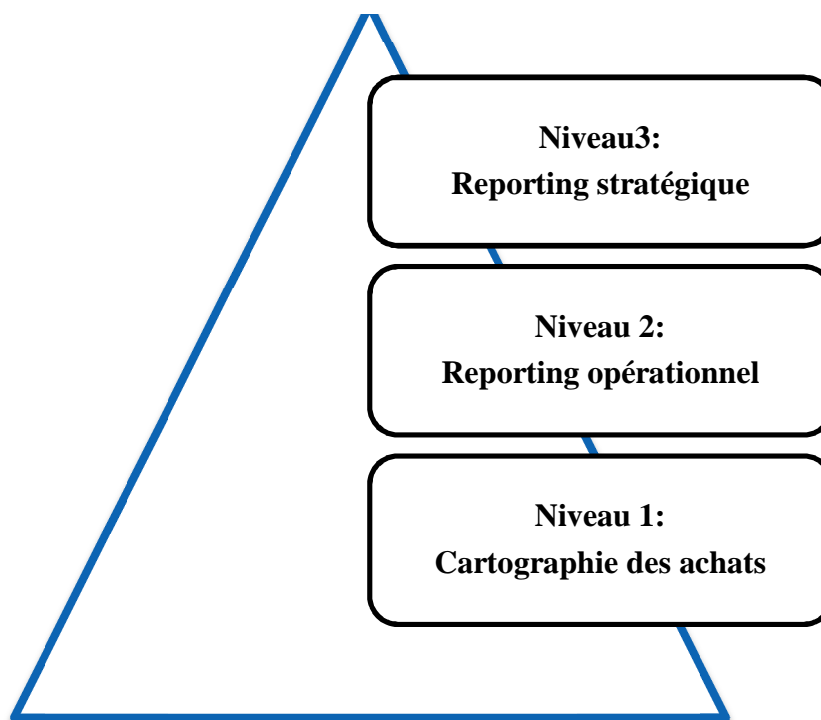 Niveau3:
Reporting stratégique
Niveau 2:
Reporting opérationnel
Niveau 1:
Cartographie des achats